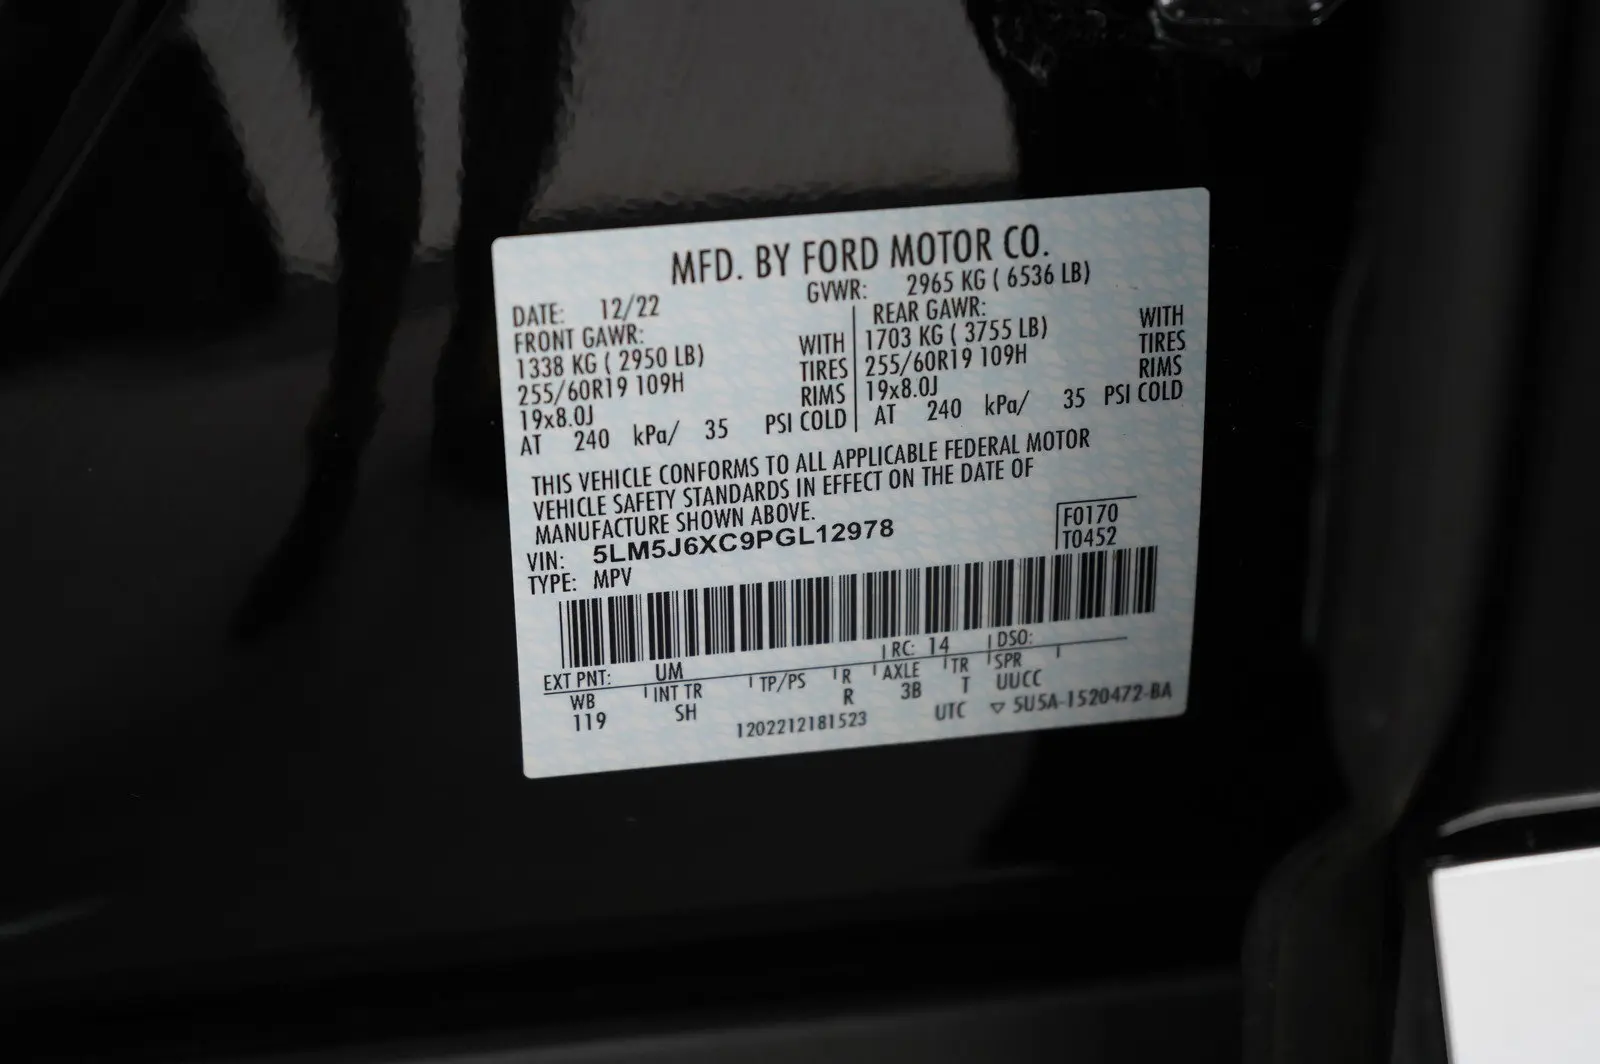 MFD. BY FORD MOTOR CO.
DATE: 12/22 GVWR: 2965 KG ( 6536 LB)
FRONT GAWR: REAR GAWR:
1338 KG ( 2950 LB) WITH 1703 KG ( 3755 LB) WITH
255/60R19 109H TIRES 255/60R19 109H TIRES
19x8.0J RIMS 19x8.0J RIMS
AT 240 kPa/ 35 PSI COLD AT 240 kPa/ 35 PSI COLD
THIS VEHICLE CONFORMS TO ALL APPLICABLE FEDERAL MOTOR
VEHICLE SAFETY STANDARDS IN EFFECT ON THE DATE OF
MANUFACTURE SHOWN ABOVE.
VIN: 5LM5J6XC9PGL12978 F0170
TYPE: MPV T0452
EXT PNT: UM RC: 14 DSO:
WB INT TR TP/PS R AXLE TR SPR
119 SH R 3B T UUCC
1202212181523 UTC ▽ 5U5A-1520472-BA